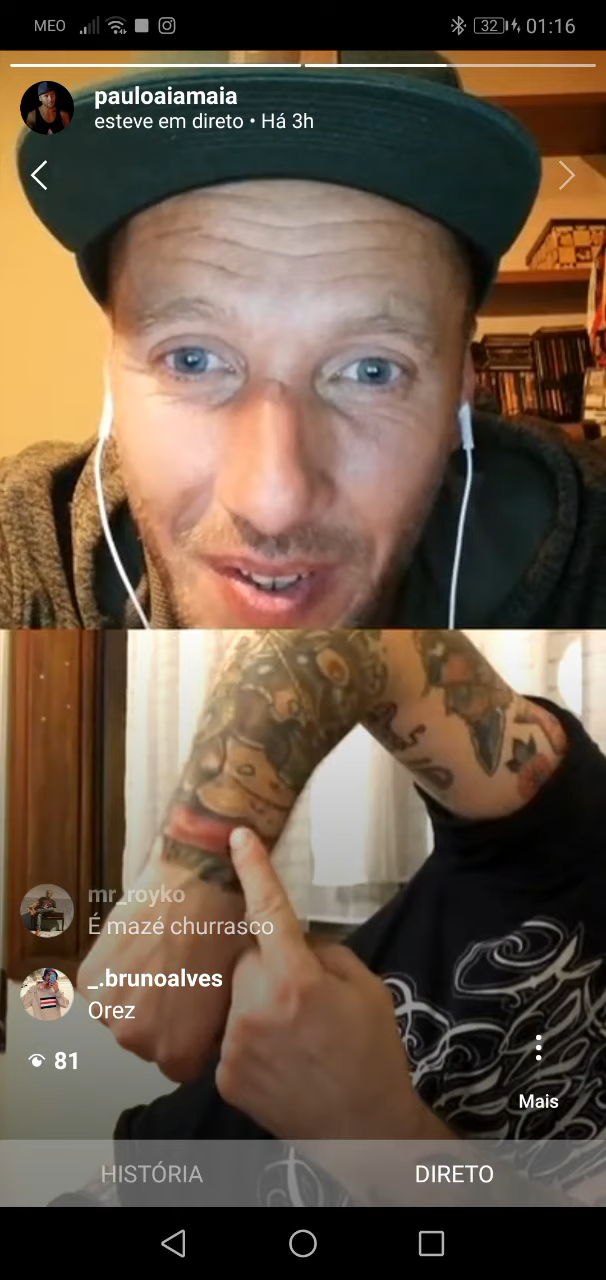 MEO
32
01:16
pauloaiamaia
esteve em direto • Há 3h
mr_royko
É mazé churrasco
_.brunoalves
Orez
81
Mais
HISTÓRIA
DIRETO